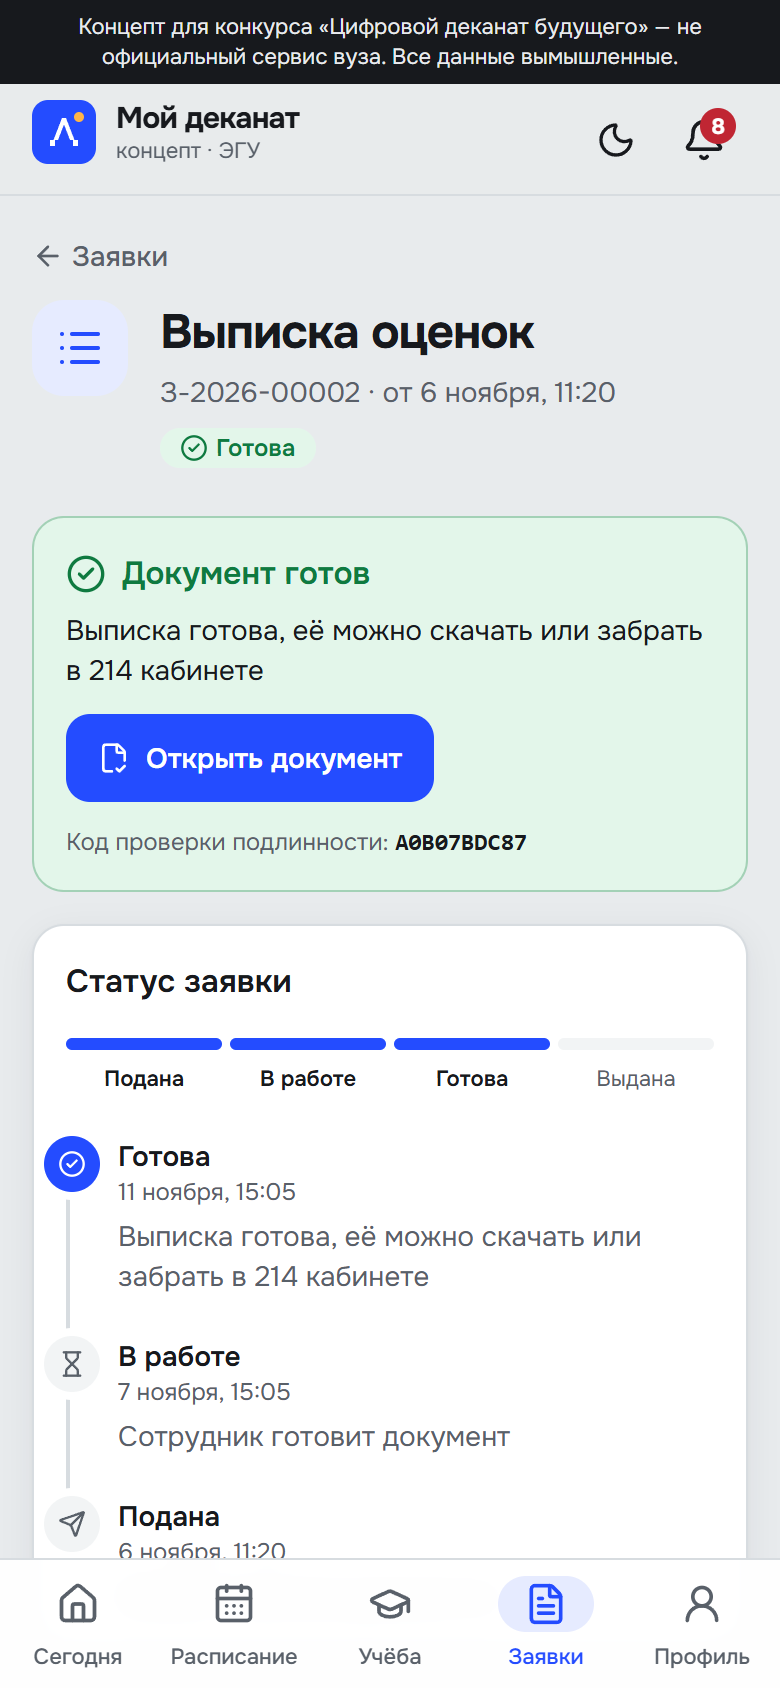 Концепт для конкурса «Цифровой деканат будущего» — не
официальный сервис вуза. Все данные вымышленные.
Мой деканат
концепт · ЭГУ
8
Заявки
Выписка оценок
З-2026-00002 · от 6 ноября, 11:20
Готова
Документ готов
Выписка готова, её можно скачать или забрать
в 214 кабинете
Открыть документ
Код проверки подлинности: A0B07BDC87
Статус заявки
Подана
В работе
Готова
Выдана
Готова
11 ноября, 15:05
Выписка готова, её можно скачать или
забрать в 214 кабинете
В работе
7 ноября, 15:05
Сотрудник готовит документ
Подана
6 ноября, 11:20
Сегодня
Расписание
Учёба
Заявки
Профиль